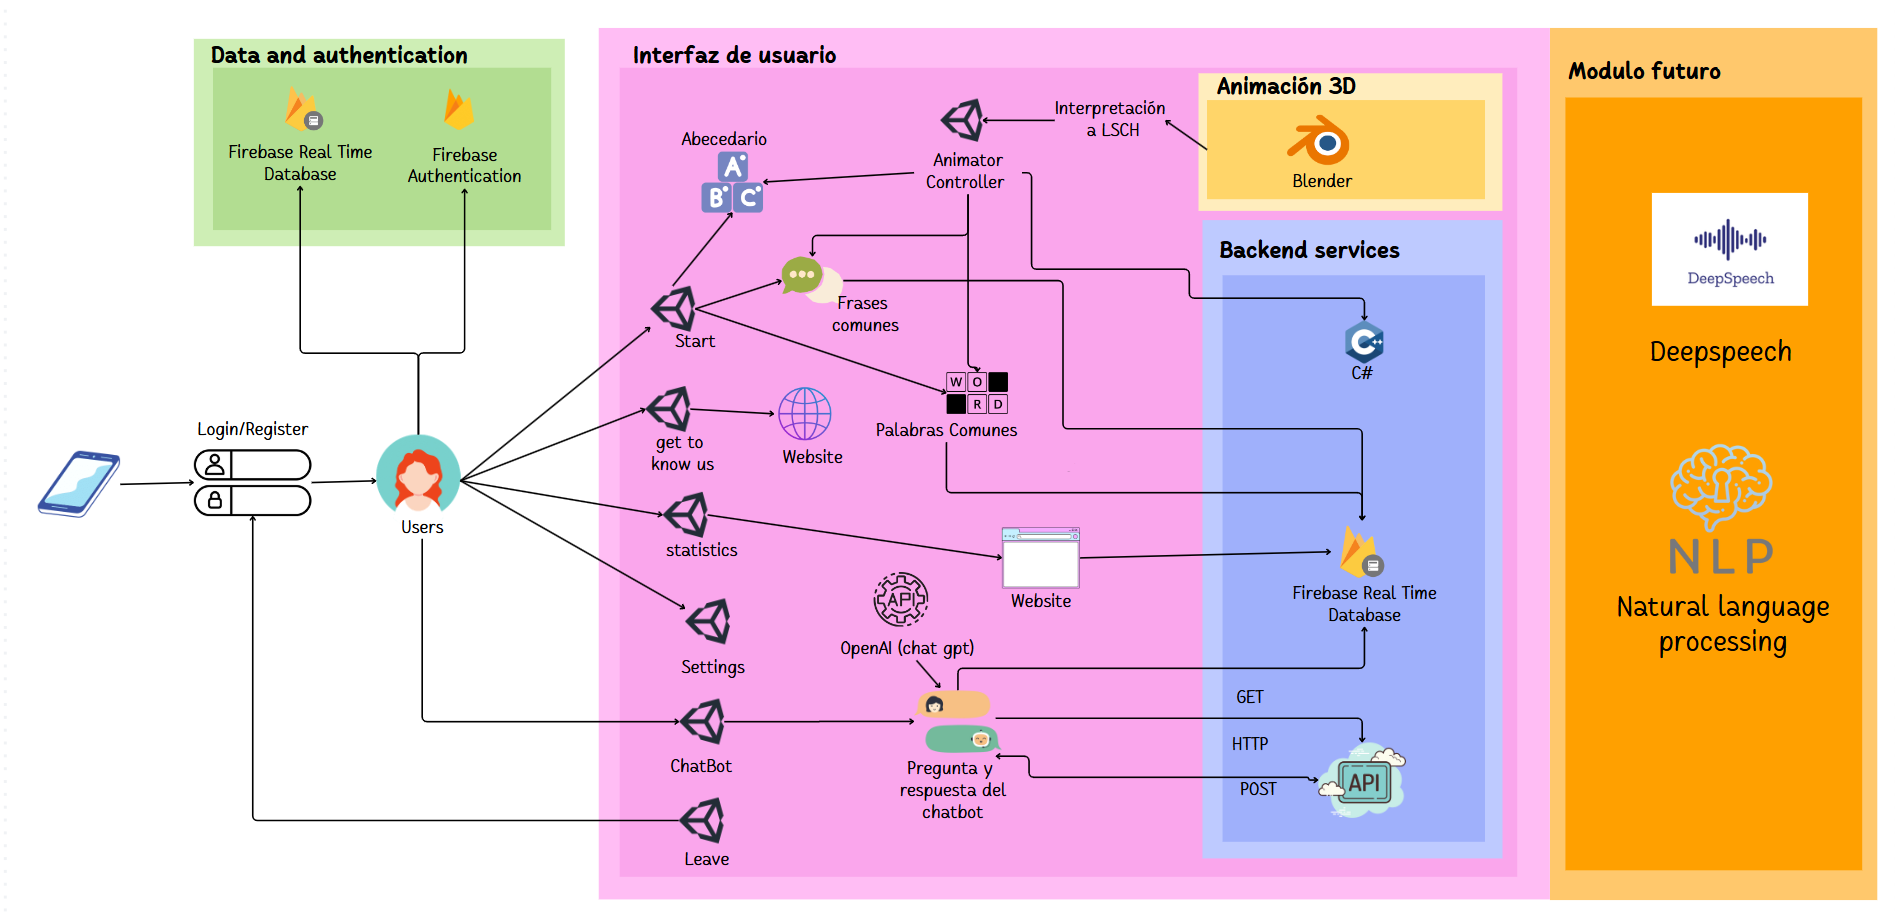 Data and authentication
Firebase Real Time
Database
Firebase
Authentication
Login/Register
Users
Interfaz de usuario
Abecedario
A
B C
Animator
Controller
Interpretación
a LSCH
Animación 3D
Blender
Start
Frases
comunes
W O
R D
Palabras Comunes
get to
know us
Website
statistics
Website
Settings
API
OpenAI (chat gpt)
ChatBot
Pregunta y
respuesta del
chatbot
Leave
Backend services
C++
C#
Firebase Real Time
Database
GET
HTTP
POST
API
Modulo futuro
DeepSpeech
Deepspeech
NLP
Natural language
processing